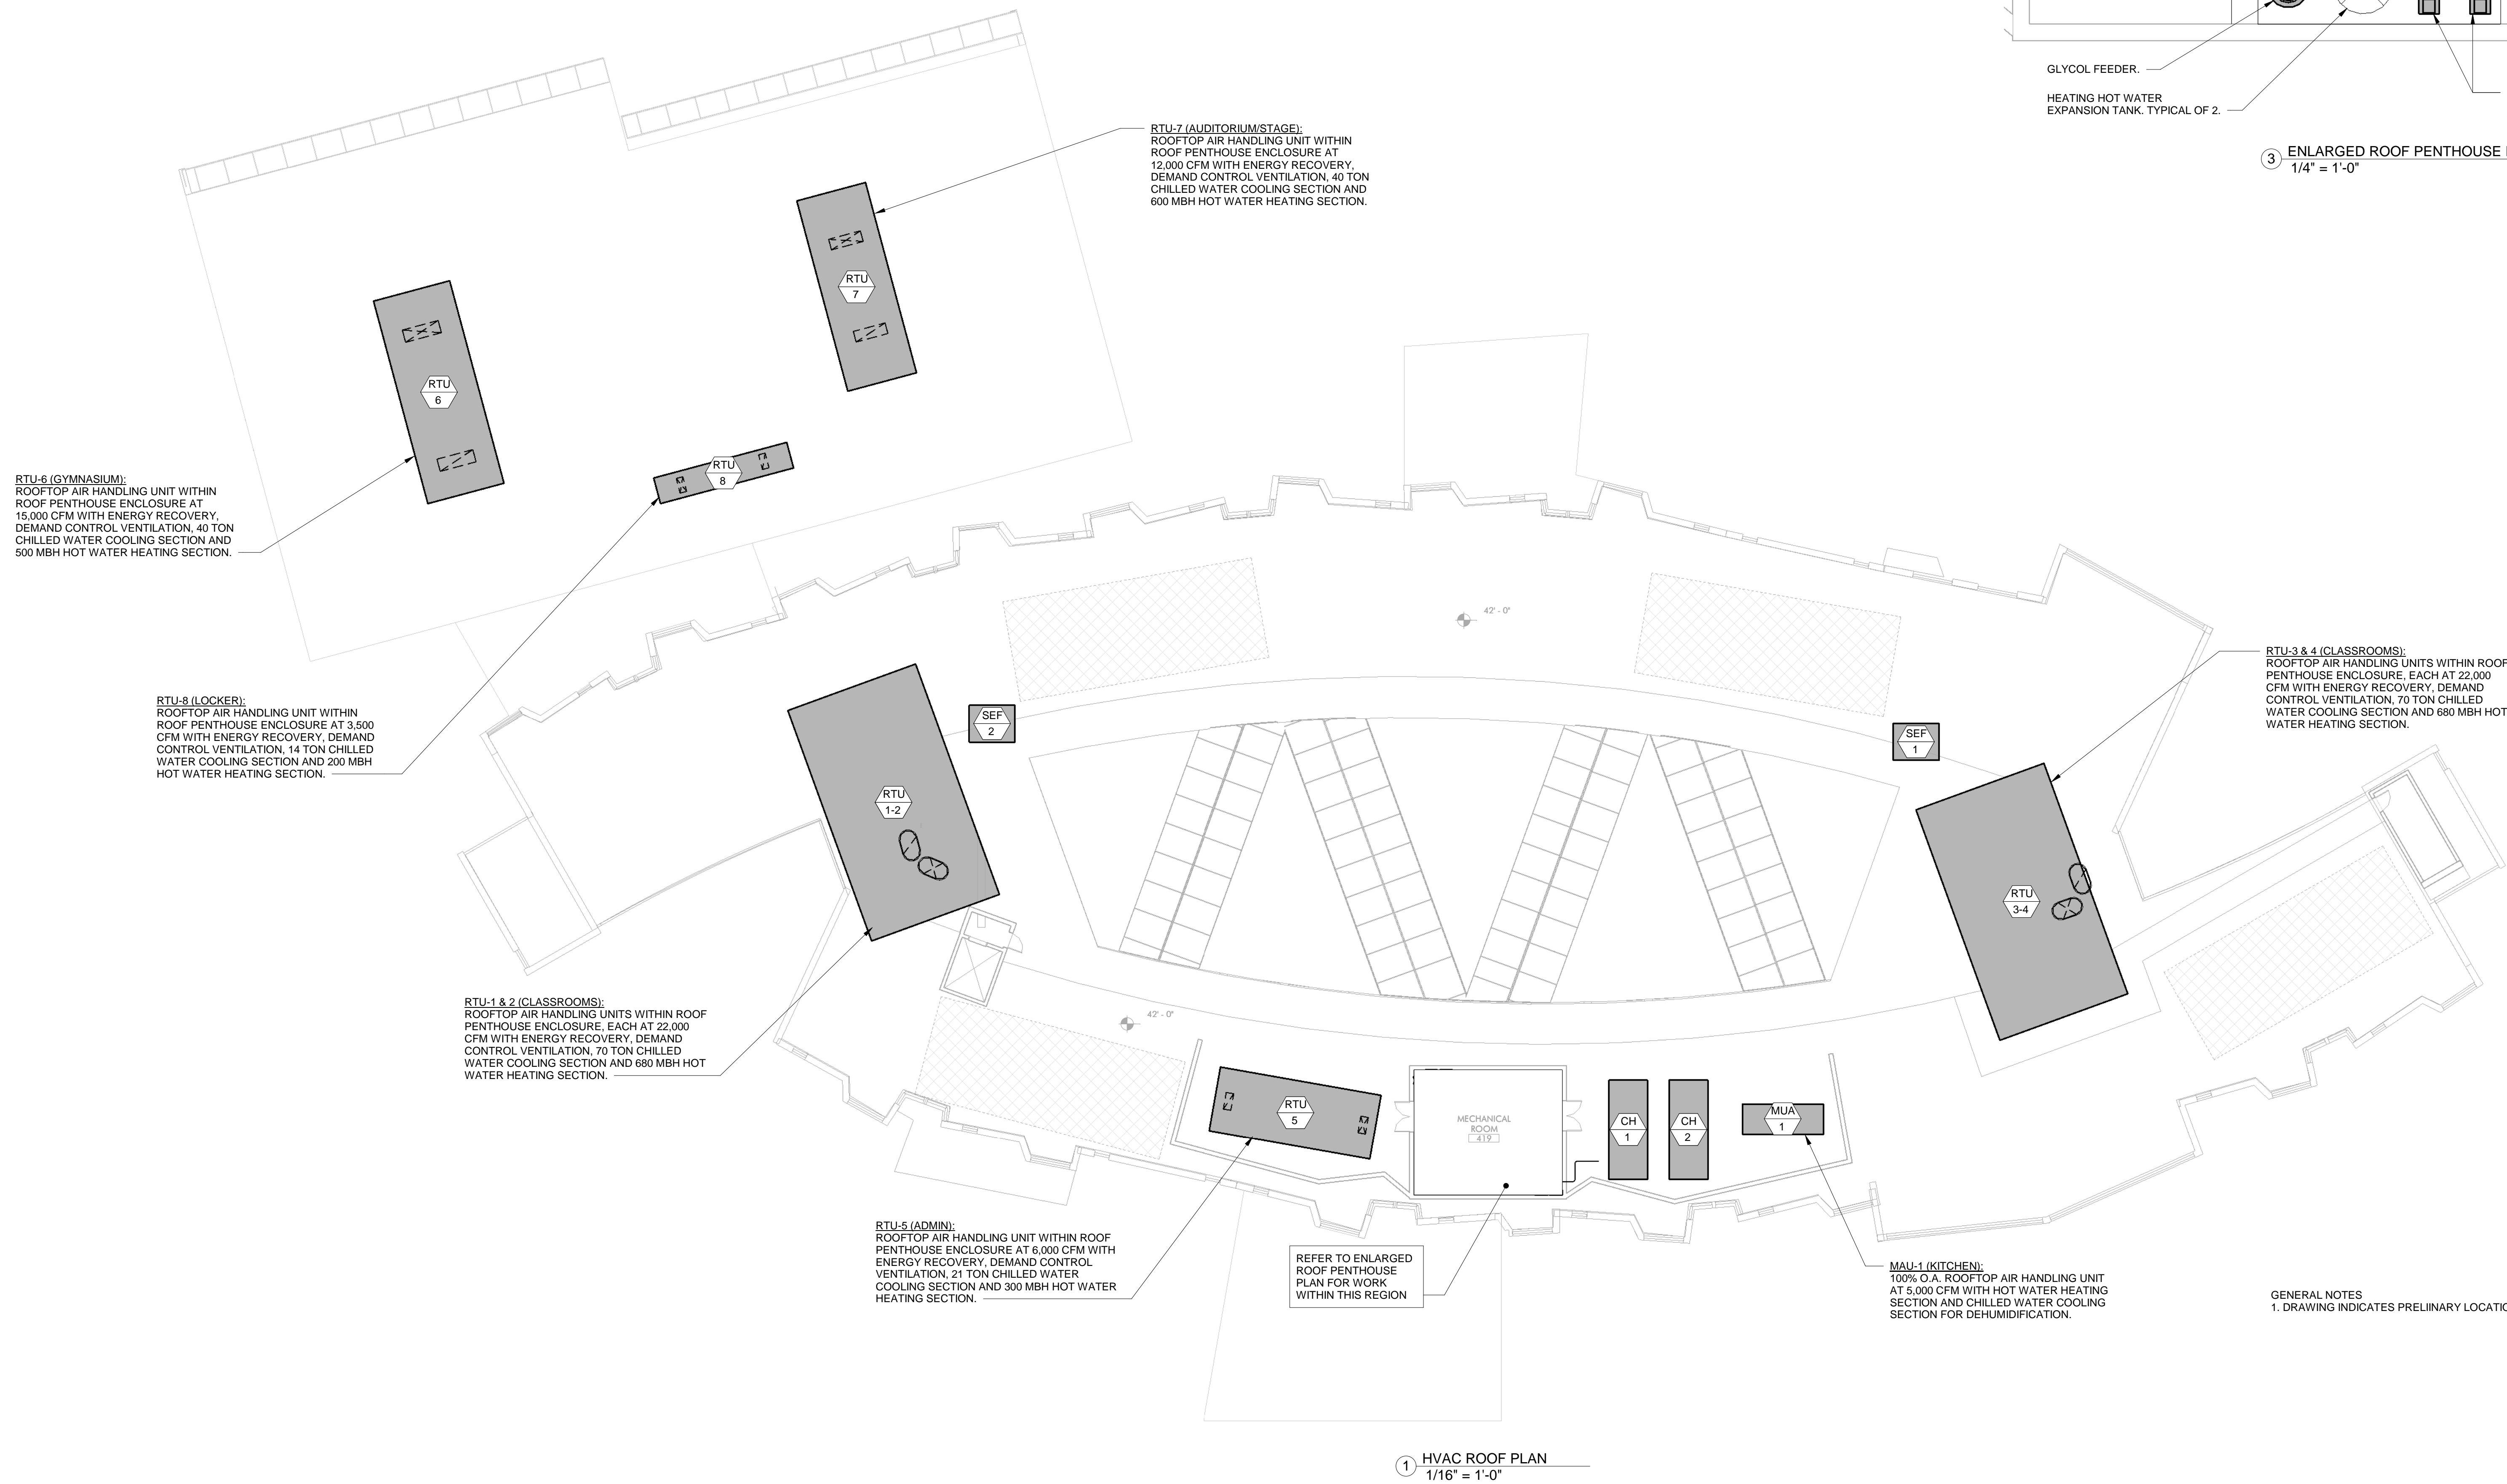 GLYCOL FEEDER.
HEATING HOT WATER
EXPANSION TANK. TYPICAL OF 2.
3 ENLARGED ROOF PENTHOUSE
1/4" = 1'-0"
RTU-7 (AUDITORIUM/STAGE):
ROOFTOP AIR HANDLING UNIT WITHIN
ROOF PENTHOUSE ENCLOSURE AT
12,000 CFM WITH ENERGY RECOVERY,
DEMAND CONTROL VENTILATION, 40 TON
CHILLED WATER COOLING SECTION AND
600 MBH HOT WATER HEATING SECTION.
RTU
7
RTU
6
RTU
8
RTU-6 (GYMNASIUM):
ROOFTOP AIR HANDLING UNIT WITHIN
ROOF PENTHOUSE ENCLOSURE AT
15,000 CFM WITH ENERGY RECOVERY,
DEMAND CONTROL VENTILATION, 40 TON
CHILLED WATER COOLING SECTION AND
500 MBH HOT WATER HEATING SECTION.
42' - 0"
RTU-3 & 4 (CLASSROOMS):
ROOFTOP AIR HANDLING UNITS WITHIN ROOF
PENTHOUSE ENCLOSURE, EACH AT 22,000
CFM WITH ENERGY RECOVERY, DEMAND
CONTROL VENTILATION, 70 TON CHILLED
WATER COOLING SECTION AND 680 MBH HOT
WATER HEATING SECTION.
RTU-8 (LOCKER):
ROOFTOP AIR HANDLING UNIT WITHIN
ROOF PENTHOUSE ENCLOSURE AT 3,500
CFM WITH ENERGY RECOVERY, DEMAND
CONTROL VENTILATION, 14 TON CHILLED
WATER COOLING SECTION AND 200 MBH
HOT WATER HEATING SECTION.
SEF
2
SEF
1
RTU
1-2
RTU
3-4
RTU-1 & 2 (CLASSROOMS):
ROOFTOP AIR HANDLING UNITS WITHIN ROOF
PENTHOUSE ENCLOSURE, EACH AT 22,000
CFM WITH ENERGY RECOVERY, DEMAND
CONTROL VENTILATION, 70 TON CHILLED
WATER COOLING SECTION AND 680 MBH HOT
WATER HEATING SECTION.
42' - 0"
RTU
5
MECHANICAL
ROOM
419
CH
1
CH
2
MUA
1
RTU-5 (ADMIN):
ROOFTOP AIR HANDLING UNIT WITHIN ROOF
PENTHOUSE ENCLOSURE AT 6,000 CFM WITH
ENERGY RECOVERY, DEMAND CONTROL
VENTILATION, 21 TON CHILLED WATER
COOLING SECTION AND 300 MBH HOT WATER
HEATING SECTION.
REFER TO ENLARGED
ROOF PENTHOUSE
PLAN FOR WORK
WITHIN THIS REGION
MAU-1 (KITCHEN):
100% O.A. ROOFTOP AIR HANDLING UNIT
AT 5,000 CFM WITH HOT WATER HEATING
SECTION AND CHILLED WATER COOLING
SECTION FOR DEHUMIDIFICATION.
GENERAL NOTES
1. DRAWING INDICATES PRELIINARY
1 HVAC ROOF PLAN
1/16" = 1'-0"